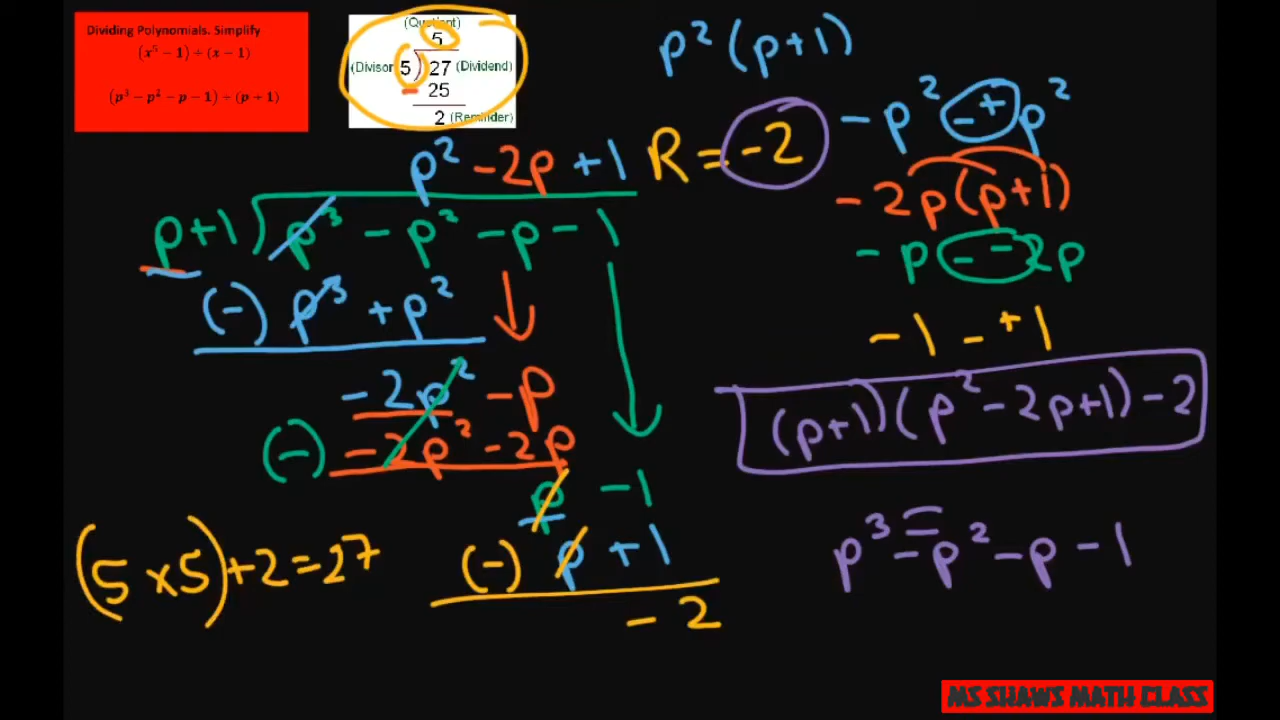 Dividing Polynomials. Simplify
(x⁵ − 1) ÷ (x − 1)
(p³ − p² − p − 1) ÷ (p + 1)
(Quotient)
5
(Divisor 5) 27 (Dividend)
25
2 (Reminder)
p² (p+1)
− p² − + p²
p² − 2p + 1 R = −2
− 2p (p+1)
p+1 ) p³ − p² − p − 1
− p − − 2p
(−) p³ + p²
− 1 − + 1
− 2p² − p
(p+1)(p² − 2p + 1) − 2
(−) − 2p² − 2p
p − 1
(5 x 5) + 2 = 27
(−) p + 1
p³ − p² − p − 1
− 2
MS SHAWS MATH CLASS